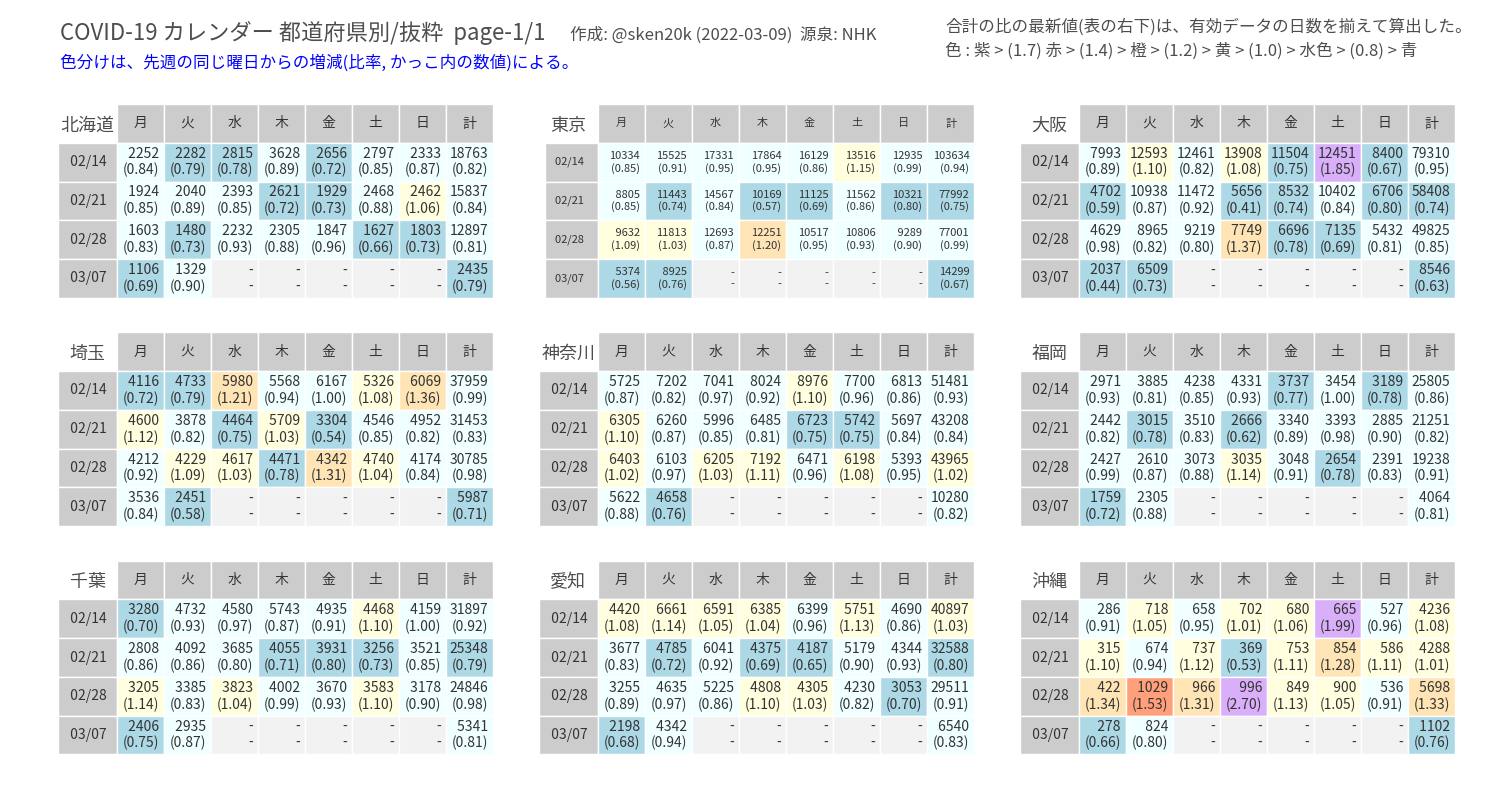 COVID-19 カレンダー 都道府県別/抜粋 page-1/1 作成: @sken20k (2022-03-09) 源泉: NHK
色分けは、先週の同じ曜日からの増減(比率, かっこ内の数値)による。
合計の比の最新値(表の右下)は、有効データの日数を揃えて算出した。
色 : 紫 > (1.7) 赤 > (1.4) 橙 > (1.2) 黄 > (1.0) > 水色 > (0.8) > 青
北海道 月 火 水 木 金 土 日 計
02/14 2252 2282 2815 3628 2656 2797 2333 18763
(0.84) (0.79) (0.78) (0.89) (0.72) (0.85) (0.87) (0.82)
02/21 1924 2040 2393 2621 1929 2468 2462 15837
(0.85) (0.89) (0.85) (0.72) (0.73) (0.88) (1.06) (0.84)
02/28 1603 1480 2232 2305 1847 1627 1803 12897
(0.83) (0.73) (0.93) (0.88) (0.96) (0.66) (0.73) (0.81)
03/07 1106 1329 - - - - - 2435
(0.69) (0.90) - - - - - (0.79)
東京 月 火 水 木 金 土 日 計
02/14 10334 15525 17331 17864 16129 13516 12935 103634
(0.85) (0.91) (0.95) (0.95) (0.86) (1.15) (0.99) (0.94)
02/21 8805 11443 14567 10169 11125 11562 10321 77992
(0.85) (0.74) (0.84) (0.57) (0.69) (0.86) (0.80) (0.75)
02/28 9632 11813 12693 12251 10517 10806 9289 77001
(1.09) (1.03) (0.87) (1.20) (0.95) (0.93) (0.90) (0.99)
03/07 5374 8925 - - - - - 14299
(0.56) (0.76) - - - - - (0.67)
大阪 月 火 水 木 金 土 日 計
02/14 7993 12593 12461 13908 11504 12451 8400 79310
(0.89) (1.10) (0.82) (1.08) (0.75) (1.85) (0.67) (0.95)
02/21 4702 10938 11472 5656 8532 10402 6706 58408
(0.59) (0.87) (0.92) (0.41) (0.74) (0.84) (0.80) (0.74)
02/28 4629 8965 9219 7749 6696 7135 5432 49825
(0.98) (0.82) (0.80) (1.37) (0.78) (0.69) (0.81) (0.85)
03/07 2037 6509 - - - - - 8546
(0.44) (0.73) - - - - - (0.63)
埼玉 月 火 水 木 金 土 日 計
02/14 4116 4733 5980 5568 6167 5326 6069 37959
(0.72) (0.79) (1.21) (0.94) (1.00) (1.08) (1.36) (0.99)
02/21 4600 3878 4464 5709 3304 4546 4952 31453
(1.12) (0.82) (0.75) (1.03) (0.54) (0.85) (0.82) (0.83)
02/28 4212 4229 4617 4471 4342 4740 4174 30785
(0.92) (1.09) (1.03) (0.78) (1.31) (1.04) (0.84) (0.98)
03/07 3536 2451 - - - - - 5987
(0.84) (0.58) - - - - - (0.71)
神奈川 月 火 水 木 金 土 日 計
02/14 5725 7202 7041 8024 8976 7700 6813 51481
(0.87) (0.82) (0.97) (0.92) (1.10) (0.96) (0.86) (0.93)
02/21 6305 6260 5996 6485 6723 5742 5697 43208
(1.10) (0.87) (0.85) (0.81) (0.75) (0.75) (0.84) (0.84)
02/28 6403 6103 6205 7192 6471 6198 5393 43965
(1.02) (0.97) (1.03) (1.11) (0.96) (1.08) (0.95) (1.02)
03/07 5622 4658 - - - - - 10280
(0.88) (0.76) - - - - - (0.82)
福岡 月 火 水 木 金 土 日 計
02/14 2971 3885 4238 4331 3737 3454 3189 25805
(0.93) (0.81) (0.85) (0.93) (0.77) (1.00) (0.78) (0.86)
02/21 2442 3015 3510 2666 3340 3393 2885 21251
(0.82) (0.78) (0.83) (0.62) (0.89) (0.98) (0.90) (0.82)
02/28 2427 2610 3073 3035 3048 2654 2391 19238
(0.99) (0.87) (0.88) (1.14) (0.91) (0.78) (0.83) (0.91)
03/07 1759 2305 - - - - - 4064
(0.72) (0.88) - - - - - (0.81)
千葉 月 火 水 木 金 土 日 計
02/14 3280 4732 4580 5743 4935 4468 4159 31897
(0.70) (0.93) (0.97) (0.87) (0.91) (1.10) (1.00) (0.92)
02/21 2808 4092 3685 4055 3931 3256 3521 25348
(0.86) (0.86) (0.80) (0.71) (0.80) (0.73) (0.85) (0.79)
02/28 3205 3385 3823 4002 3670 3583 3178 24846
(1.14) (0.83) (1.04) (0.99) (0.93) (1.10) (0.90) (0.98)
03/07 2406 2935 - - - - - 5341
(0.75) (0.87) - - - - - (0.81)
愛知 月 火 水 木 金 土 日 計
02/14 4420 6661 6591 6385 6399 5751 4690 40897
(1.08) (1.14) (1.05) (1.04) (0.96) (1.13) (0.86) (1.03)
02/21 3677 4785 6041 4375 4187 5179 4344 32588
(0.83) (0.72) (0.92) (0.69) (0.65) (0.90) (0.93) (0.80)
02/28 3255 4635 5225 4808 4305 4230 3053 29511
(0.89) (0.97) (0.86) (1.10) (1.03) (0.82) (0.70) (0.91)
03/07 2198 4342 - - - - - 6540
(0.68) (0.94) - - - - - (0.83)
沖縄 月 火 水 木 金 土 日 計
02/14 286 718 658 702 680 665 527 4236
(0.91) (1.05) (0.95) (1.01) (1.06) (1.99) (0.96) (1.08)
02/21 315 674 737 369 753 854 586 4288
(1.10) (0.94) (1.12) (0.53) (1.11) (1.28) (1.11) (1.01)
02/28 422 1029 966 996 849 900 536 5698
(1.34) (1.53) (1.31) (2.70) (1.13) (1.05) (0.91) (1.33)
03/07 278 824 - - - - - 1102
(0.66) (0.80) - - - - - (0.76)